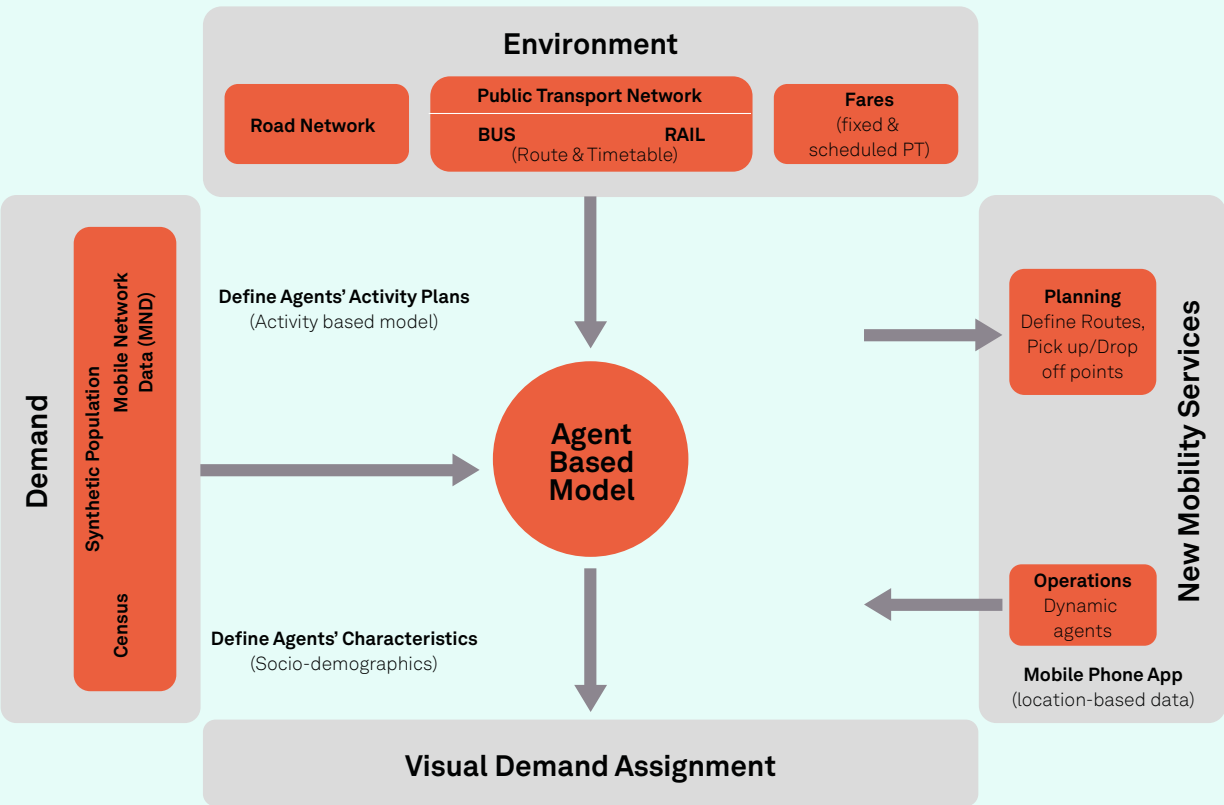 Environment
Road Network
Public Transport Network
BUS RAIL
(Route & Timetable)
Fares
(fixed &
scheduled PT)
Demand
Synthetic Population
Mobile Network
Data (MND)
Census
Define Agents' Activity Plans
(Activity based model)
Agent
Based
Model
Define Agents' Characteristics
(Socio-demographics)
Planning
Define Routes,
Pick up/Drop
off points
New Mobility Services
Operations
Dynamic
agents
Mobile Phone App
(location-based data)
Visual Demand Assignment